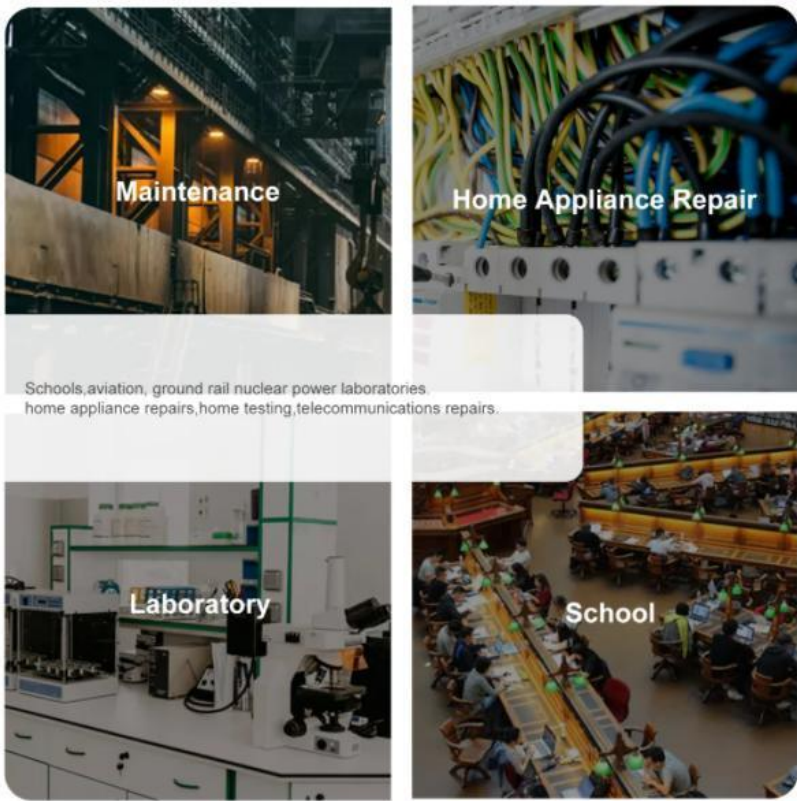 Maintenance
Home Appliance Repair
Schools,aviation, ground rail nuclear power laboratories.
home appliance repairs,home testing,telecommunications repairs.
Laboratory
School